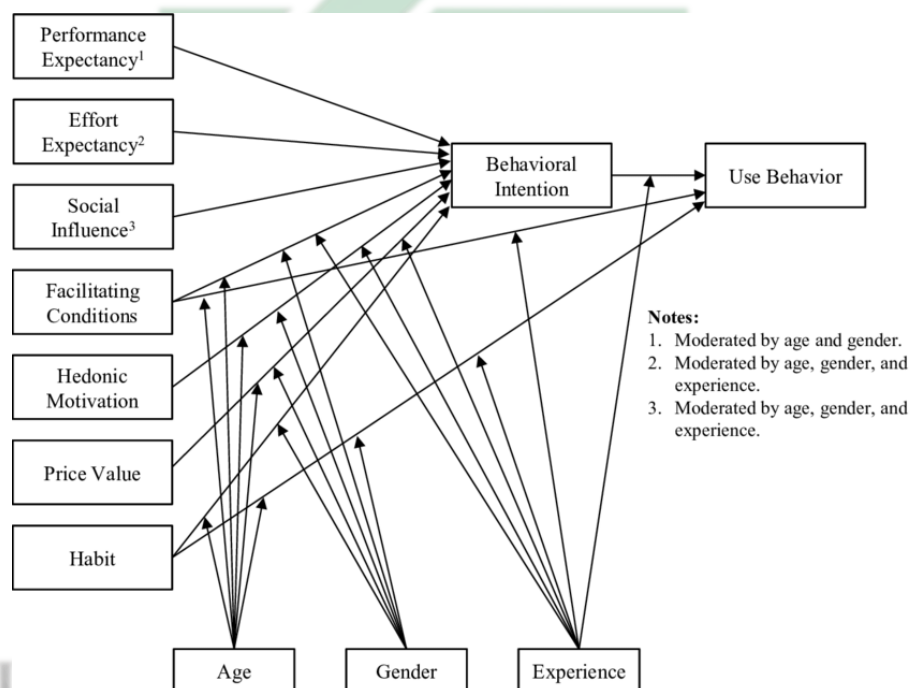 Performance
Expectancy¹
Effort
Expectancy²
Social
Influence³
Facilitating
Conditions
Hedonic
Motivation
Price Value
Habit
Behavioral
Intention
Use Behavior
Notes:
1. Moderated by age and gender.
2. Moderated by age, gender, and
experience.
3. Moderated by age, gender, and
experience.
Age
Gender
Experience